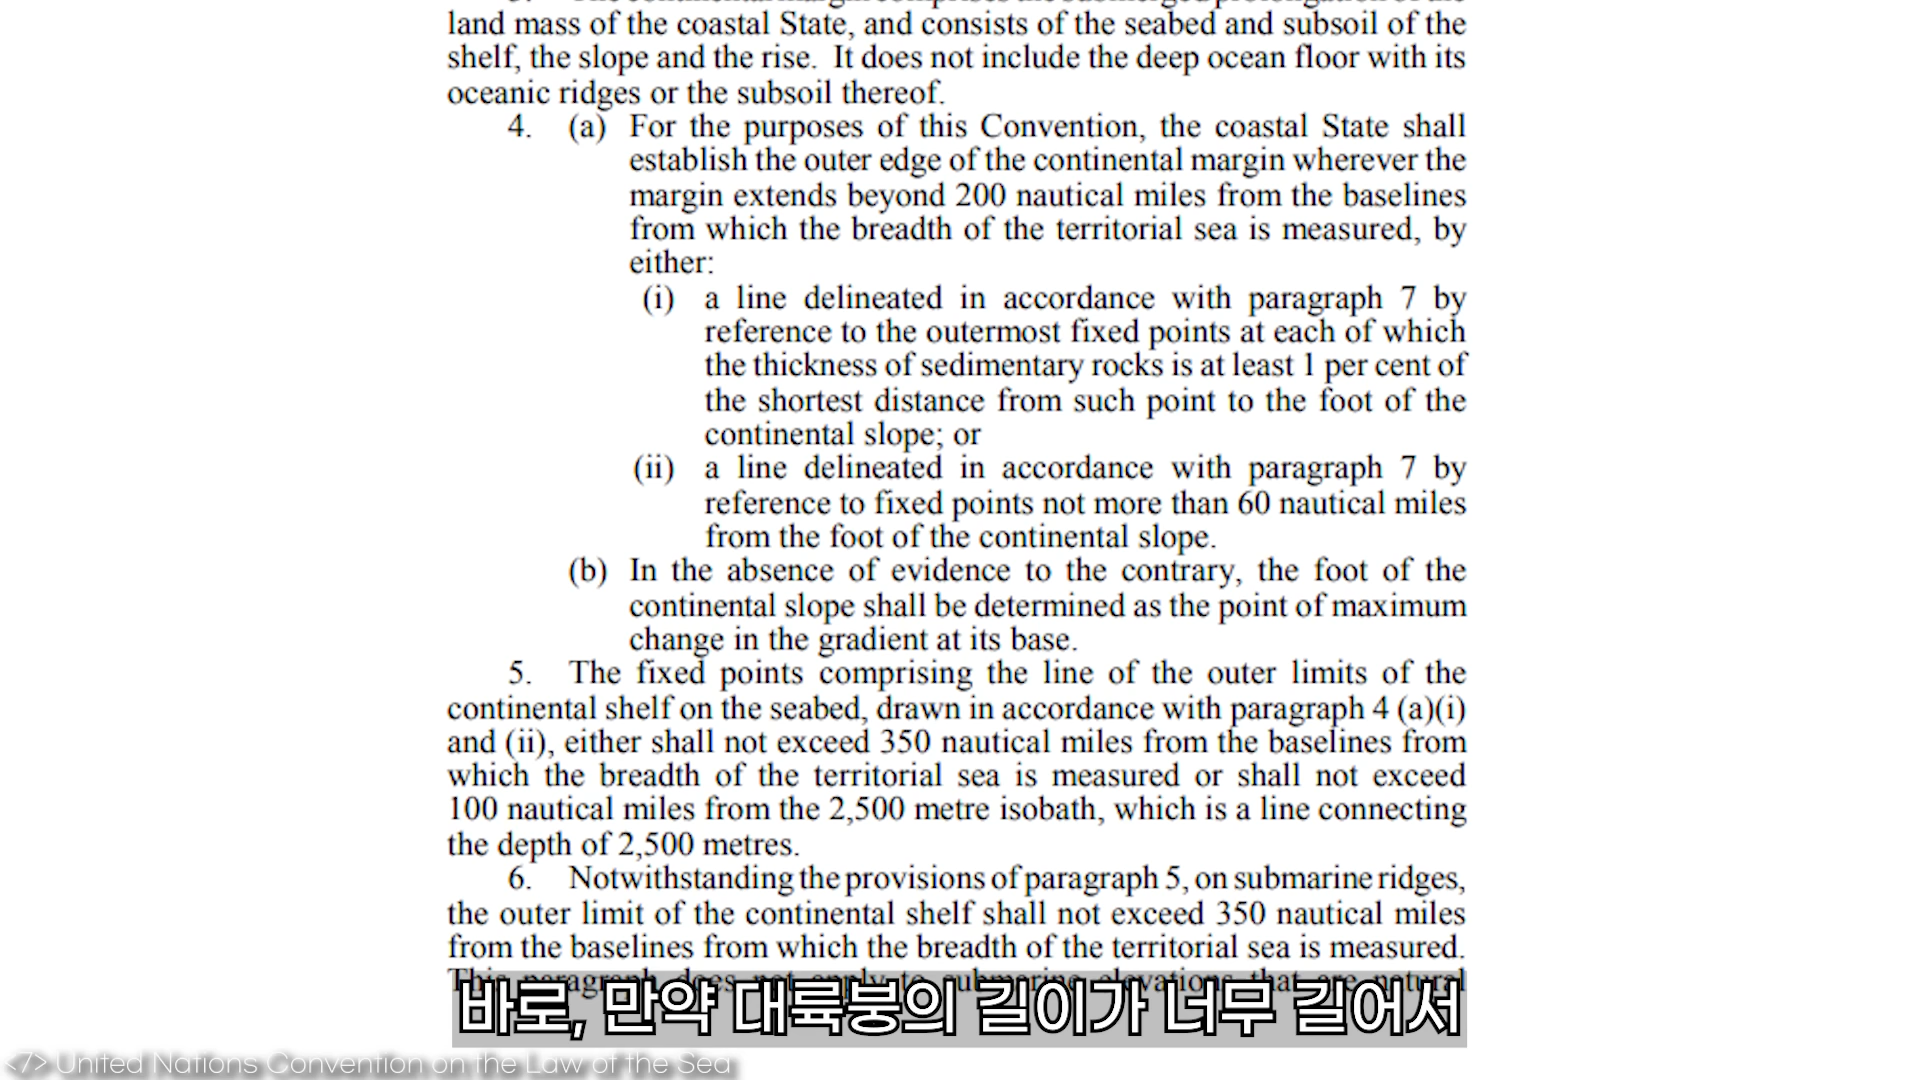 land mass of the coastal State, and consists of the seabed and subsoil of the
shelf, the slope and the rise. It does not include the deep ocean floor with its
oceanic ridges or the subsoil thereof.
4. (a) For the purposes of this Convention, the coastal State shall
establish the outer edge of the continental margin wherever the
margin extends beyond 200 nautical miles from the baselines
from which the breadth of the territorial sea is measured, by
either:
(i) a line delineated in accordance with paragraph 7 by
reference to the outermost fixed points at each of which
the thickness of sedimentary rocks is at least 1 per cent of
the shortest distance from such point to the foot of the
continental slope; or
(ii) a line delineated in accordance with paragraph 7 by
reference to fixed points not more than 60 nautical miles
from the foot of the continental slope.
(b) In the absence of evidence to the contrary, the foot of the
continental slope shall be determined as the point of maximum
change in the gradient at its base.
5. The fixed points comprising the line of the outer limits of the
continental shelf on the seabed, drawn in accordance with paragraph 4 (a)(i)
and (ii), either shall not exceed 350 nautical miles from the baselines from
which the breadth of the territorial sea is measured or shall not exceed
100 nautical miles from the 2,500 metre isobath, which is a line connecting
the depth of 2,500 metres.
6. Notwithstanding the provisions of paragraph 5, on submarine ridges,
the outer limit of the continental shelf shall not exceed 350 nautical miles
from the baselines from which the breadth of the territorial sea is measured.
바로, 만약 대륙붕의 길이가 너무 길어서
<7> United Nations Convention on the Law of the Sea